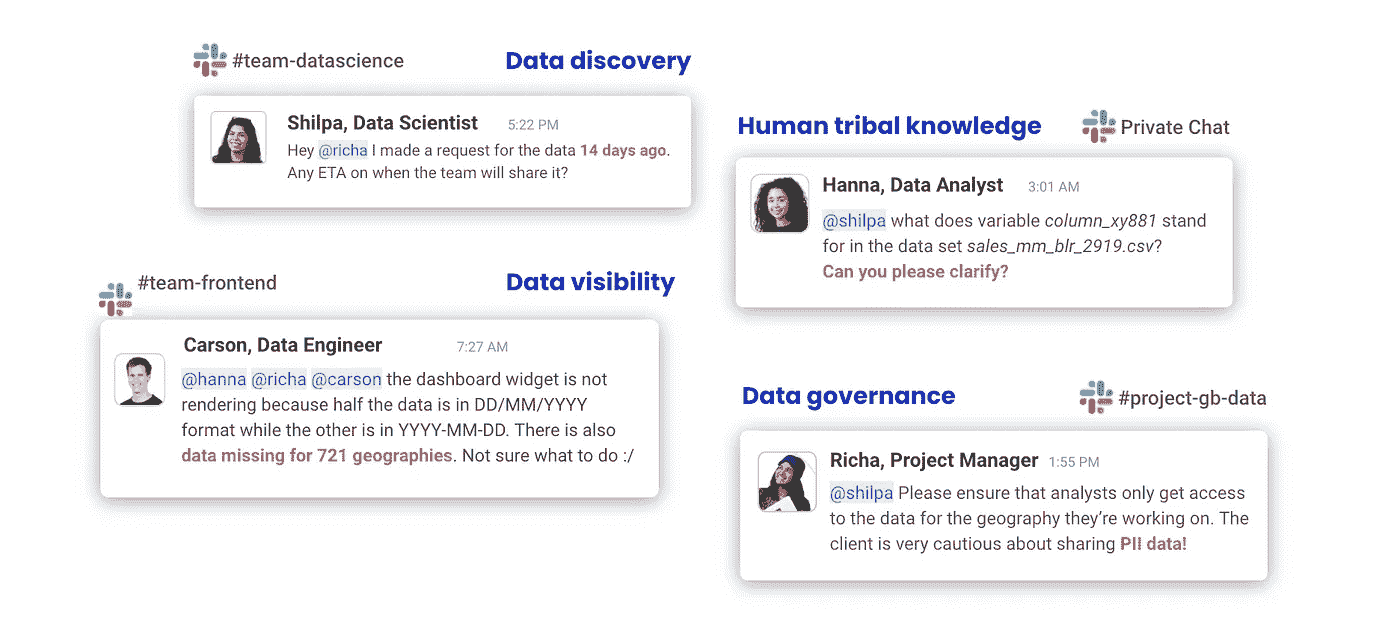 #team-datascience
Data discovery
Shilpa, Data Scientist
5:22 PM
Hey @richa I made a request for the data 14 days ago.
Any ETA on when the team will share it?
Human tribal knowledge
Private Chat
Hanna, Data Analyst
3:01 AM
@shilpa what does variable column_xy881 stand
for in the data set sales_mm_blr_2919.csv?
Can you please clarify?
#team-frontend
Data visibility
Carson, Data Engineer
7:27 AM
@hanna @richa @carson the dashboard widget is not
rendering because half the data is in DD/MM/YYYY
format while the other is in YYYY-MM-DD. There is also
data missing for 721 geographies. Not sure what to do :/
Data governance
#project-gb-data
Richa, Project Manager
1:55 PM
@shilpa Please ensure that analysts only get access
to the data for the geography they’re working on. The
client is very cautious about sharing PII data!